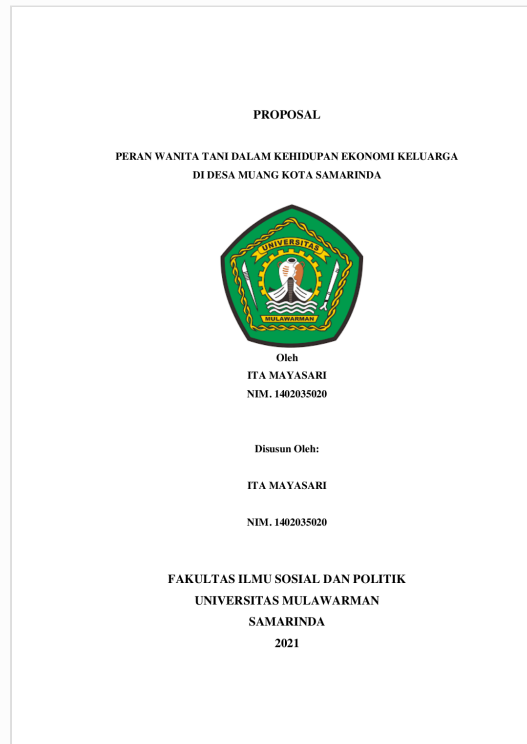 PROPOSAL
PERAN WANITA TANI DALAM KEHIDUPAN EKONOMI KELUARGA
DI DESA MUANG KOTA SAMARINDA
UNIVERSITAS
MULAWARMAN
Oleh
ITA MAYASARI
NIM. 1402035020
Disusun Oleh:
ITA MAYASARI
NIM. 1402035020
FAKULTAS ILMU SOSIAL DAN POLITIK
UNIVERSITAS MULAWARMAN
SAMARINDA
2021